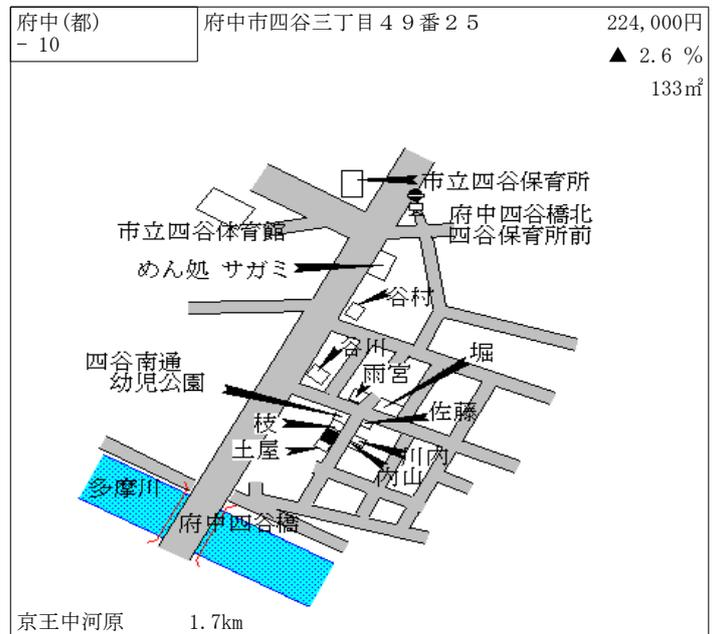 府中(都)
－10
府中市四谷三丁目４９番２５
224,000円
▲ 2.6 %
133㎡
市立四谷保育所
府中四谷橋北
四谷保育所前
市立四谷体育館
めん処 サガミ
谷村
谷川
堀
四谷南通
幼児公園
雨宮
佐藤
枝
土屋
川内
内山
多摩川
府中四谷橋
京王中河原 1.7km